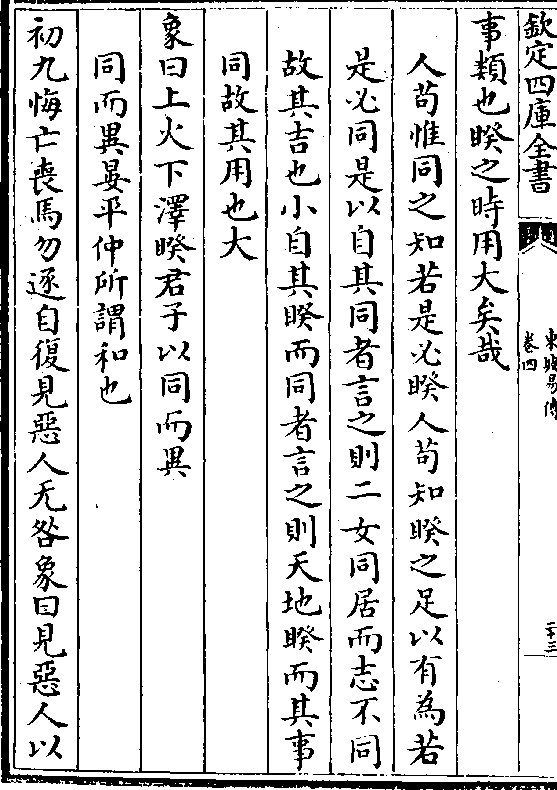 欽定四庫全書
東坡易傳
卷四
二十三
事類也睽之時用大矣哉
人苟惟同之知若是必睽人苟知睽之足以有為若
是必同是以自其同者言之則二女同居而志不同
故其吉也小自其睽而同者言之則天地睽而其事
同故其用也大
象曰上火下澤睽君子以同而異
同而異晏平仲所謂和也
初九悔亡喪馬勿逐自復見惡人无咎象曰見惡人以